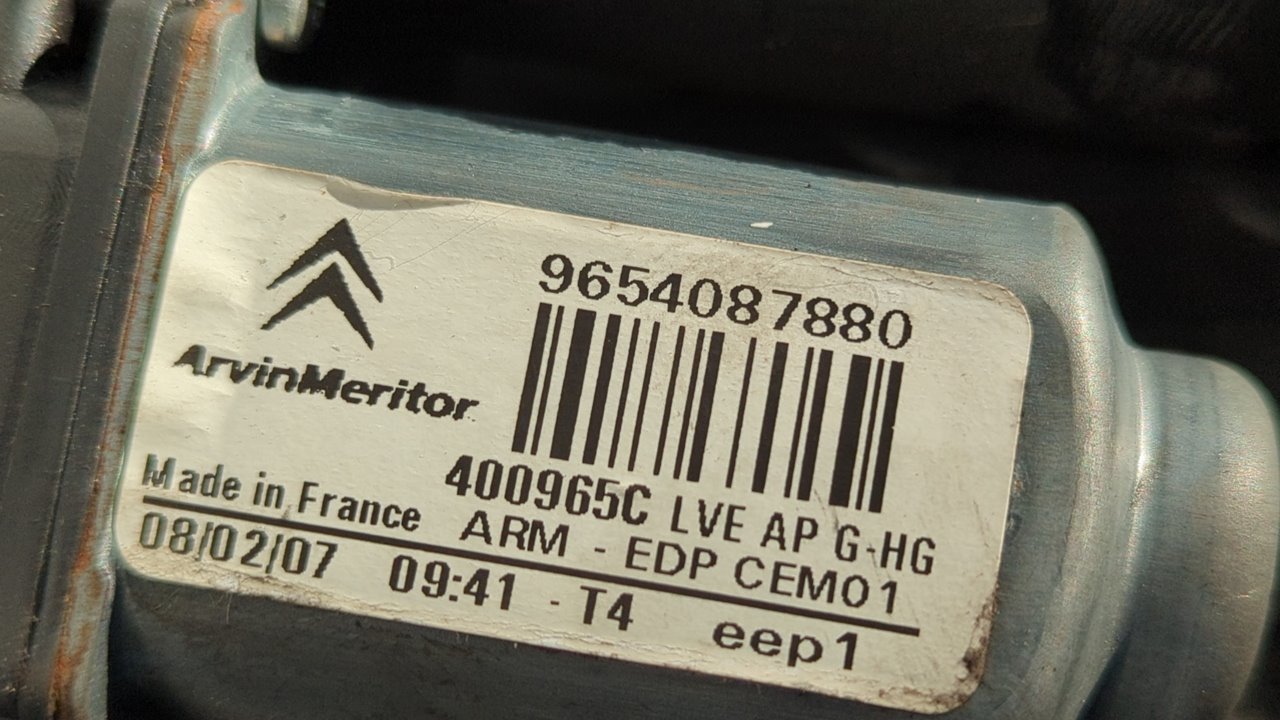 9654087880
ArvinMeritor
400965C LVE AP G-HG
Made in France ARM - EDP CEM01
08/02/07 09:41 - T4 eep1